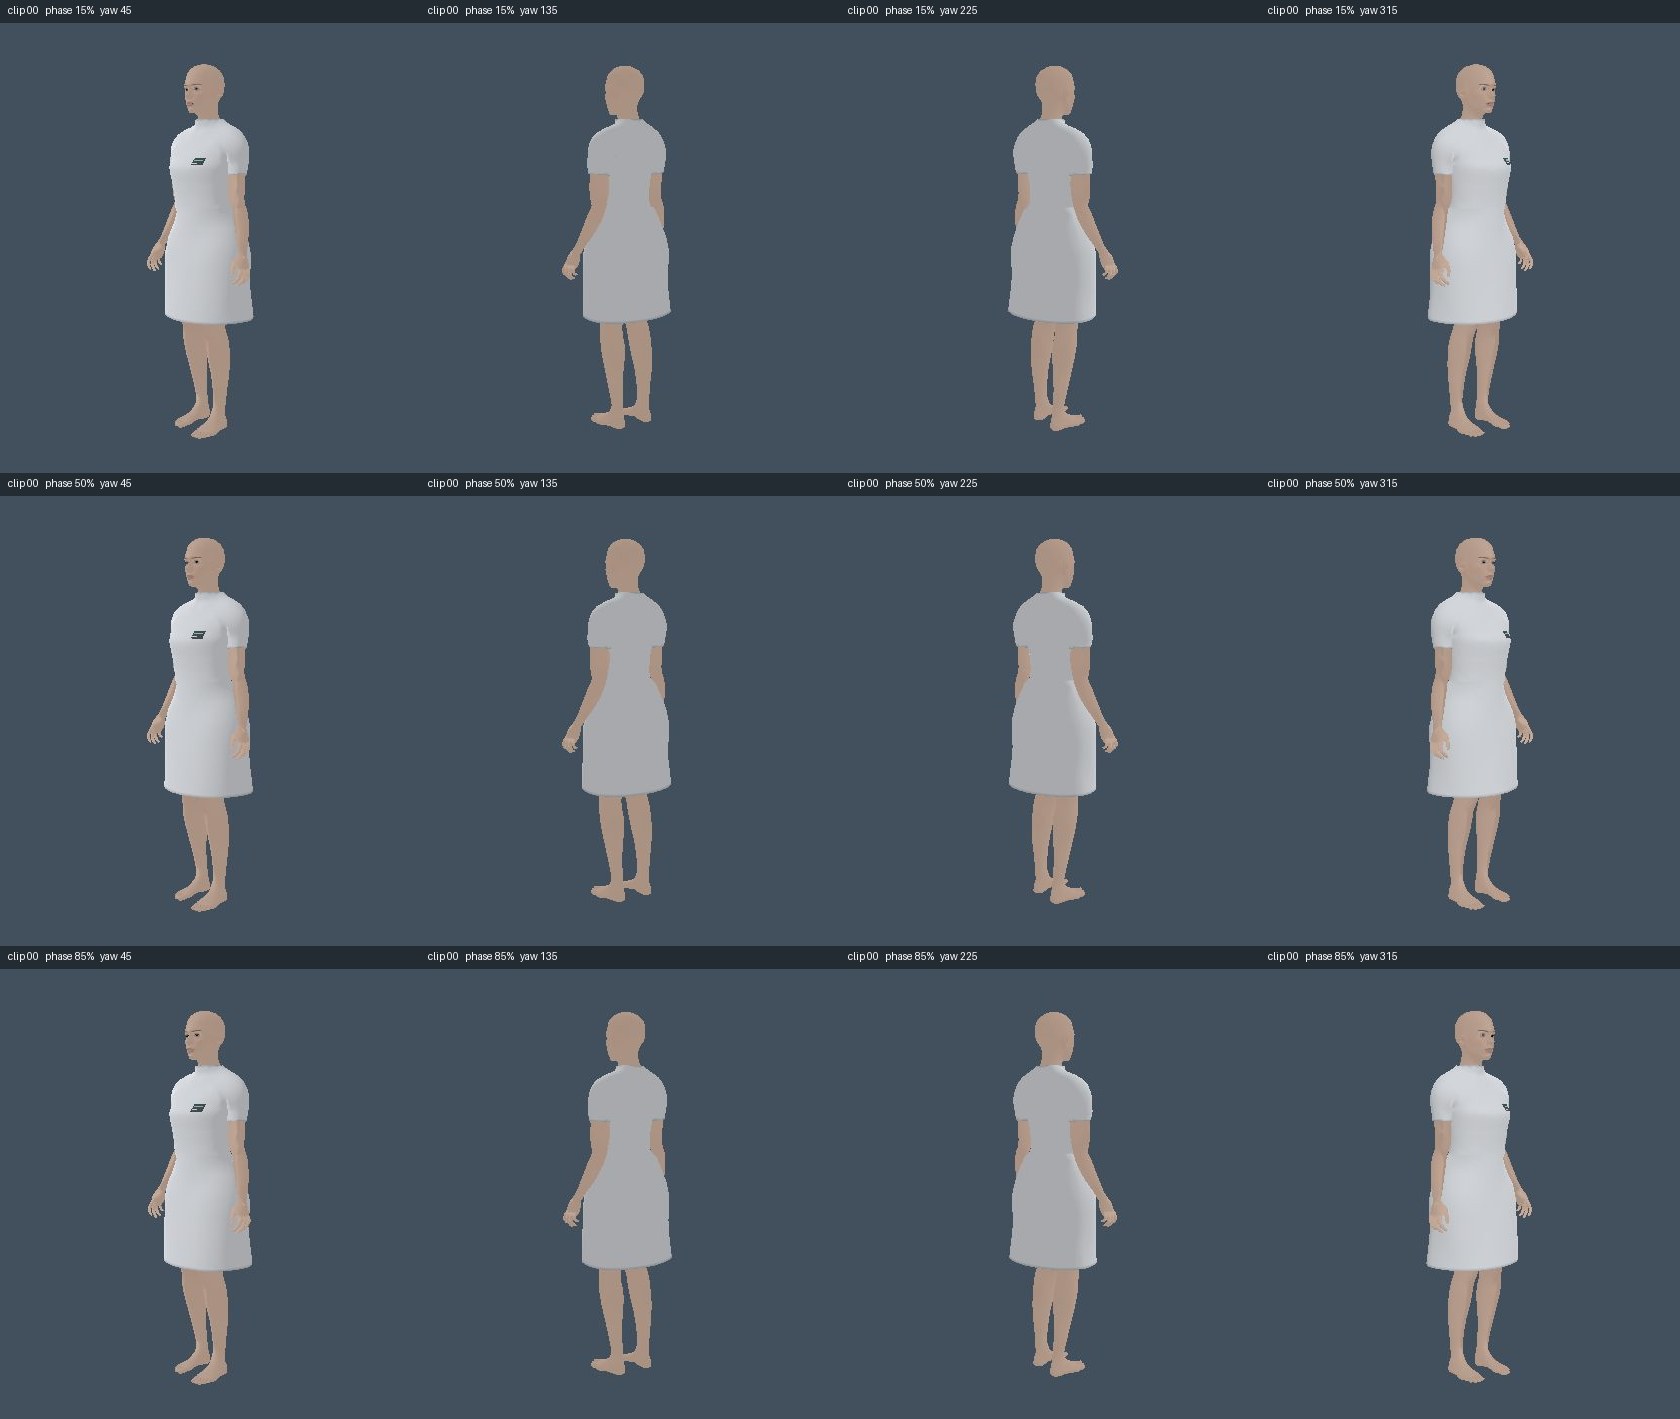 clip00 phase 15% yaw 45
clip00 phase 15% yaw 135
clip00 phase 15% yaw 225
clip00 phase 15% yaw 315
clip00 phase 50% yaw 45
clip00 phase 50% yaw 135
clip00 phase 50% yaw 225
clip00 phase 50% yaw 315
clip00 phase 85% yaw 45
clip00 phase 85% yaw 135
clip00 phase 85% yaw 225
clip00 phase 85% yaw 315